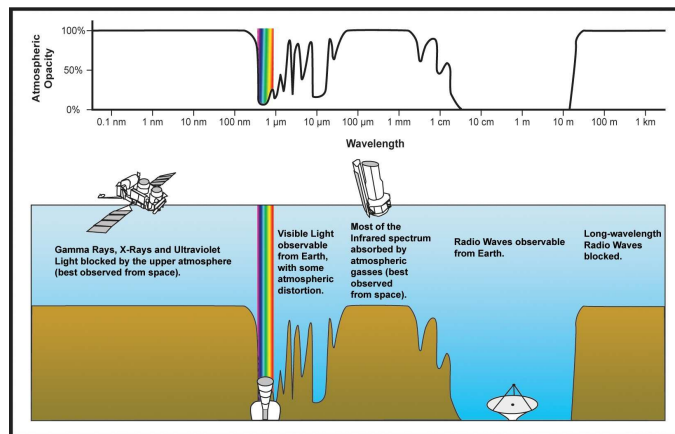 Atmospheric
Opacity
100%
50%
0%
0.1 nm 1 nm 10 nm 100 nm 1 μm 10 μm 100 μm 1 mm 1 cm 10 cm 1 m 10 m 100 m 1 km
Wavelength
Gamma Rays, X-Rays and Ultraviolet
Light blocked by the upper atmosphere
(best observed from space).
Visible Light
observable
from Earth,
with some
atmospheric
distortion.
Most of the
Infrared spectrum
absorbed by
atmospheric
gasses (best
observed
from space).
Radio Waves observable
from Earth.
Long-wavelength
Radio Waves
blocked.